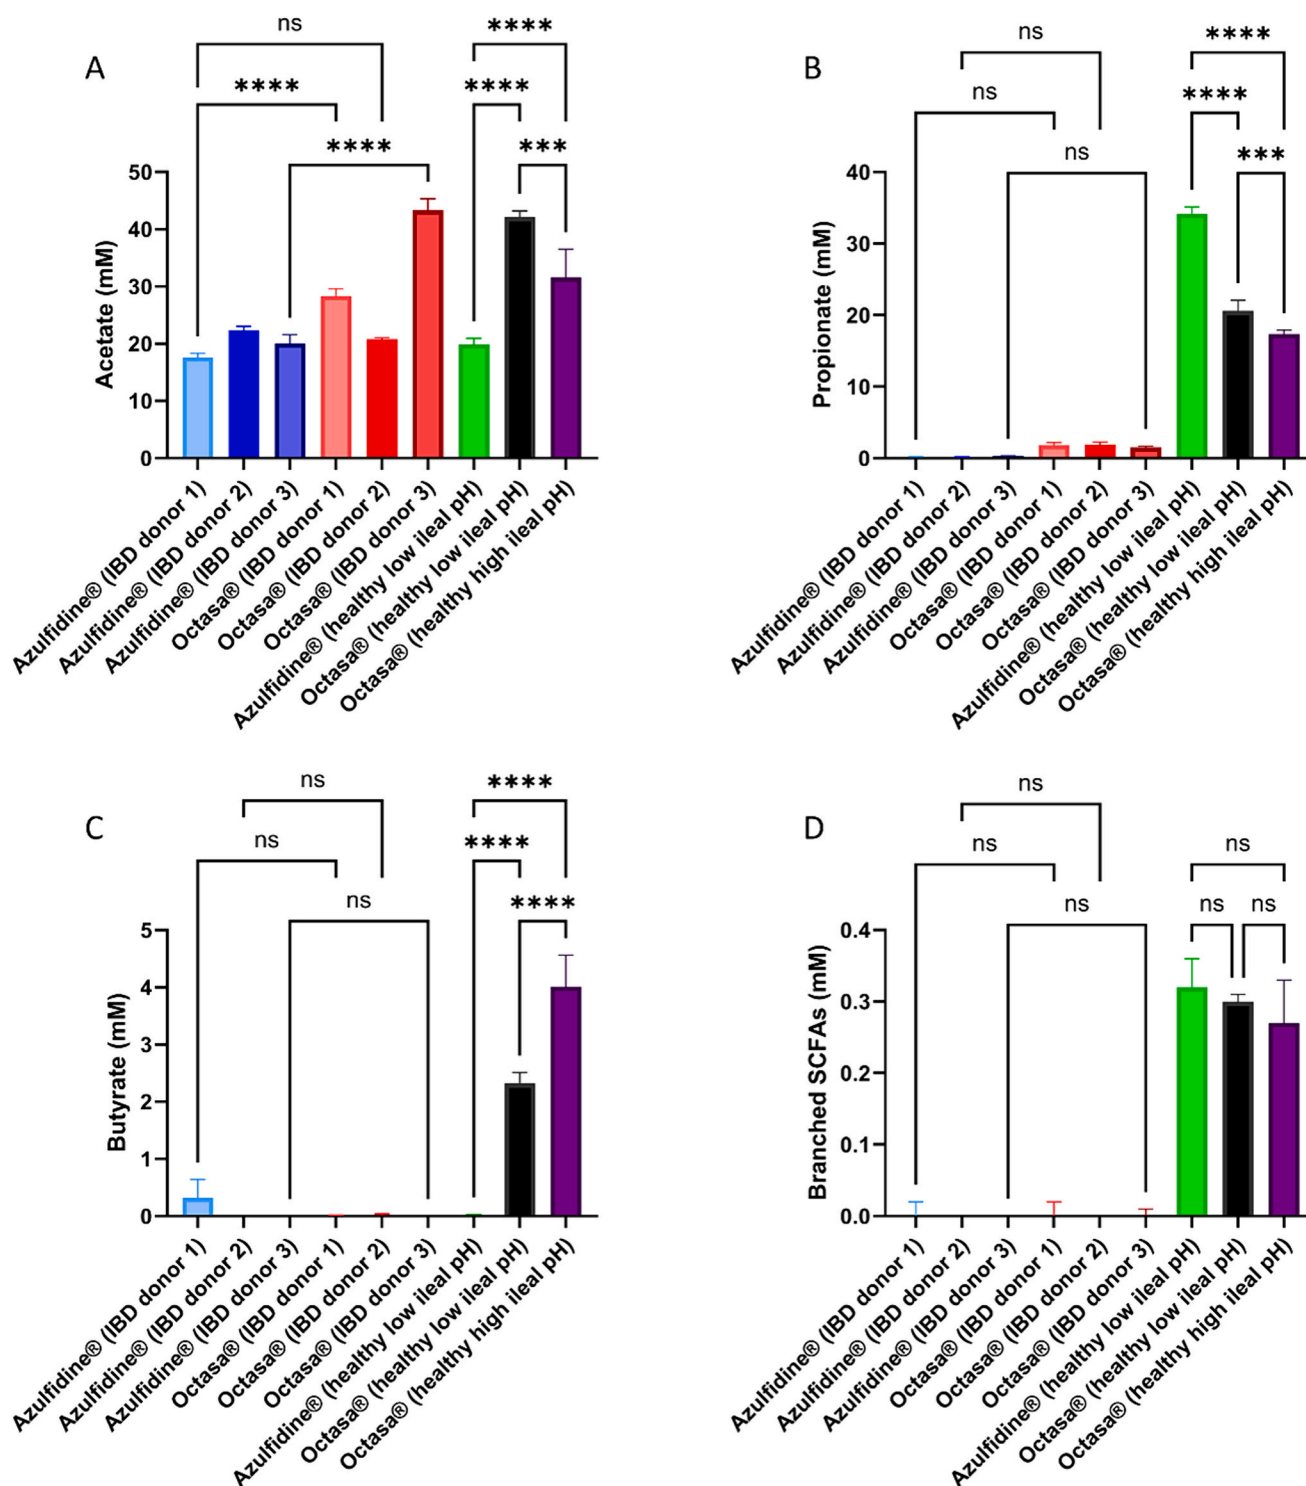 A
ns
****
****
****
****
****
***
Acetate (mM)
50
40
30
20
10
0
Azulfidine® (IBD donor 1)
Azulfidine® (IBD donor 2)
Azulfidine® (IBD donor 3)
Octasa® (IBD donor 1)
Octasa® (IBD donor 2)
Octasa® (IBD donor 3)
Azulfidine® (healthy low ileal pH)
Octasa® (healthy low ileal pH)
Octasa® (healthy high ileal pH)
B
ns
****
ns
****
ns
***
Propionate (mM)
40
30
20
10
0
Azulfidine® (IBD donor 1)
Azulfidine® (IBD donor 2)
Azulfidine® (IBD donor 3)
Octasa® (IBD donor 1)
Octasa® (IBD donor 2)
Octasa® (IBD donor 3)
Azulfidine® (healthy low ileal pH)
Octasa® (healthy low ileal pH)
Octasa® (healthy high ileal pH)
C
ns
****
ns
****
ns
****
Butyrate (mM)
5
4
3
2
1
0
Azulfidine® (IBD donor 1)
Azulfidine® (IBD donor 2)
Azulfidine® (IBD donor 3)
Octasa® (IBD donor 1)
Octasa® (IBD donor 2)
Octasa® (IBD donor 3)
Azulfidine® (healthy low ileal pH)
Octasa® (healthy low ileal pH)
Octasa® (healthy high ileal pH)
D
ns
ns
ns
ns
ns
ns
Branched SCFAs (mM)
0.4
0.3
0.2
0.1
0.0
Azulfidine® (IBD donor 1)
Azulfidine® (IBD donor 2)
Azulfidine® (IBD donor 3)
Octasa® (IBD donor 1)
Octasa® (IBD donor 2)
Octasa® (IBD donor 3)
Azulfidine® (healthy low ileal pH)
Octasa® (healthy low ileal pH)
Octasa® (healthy high ileal pH)